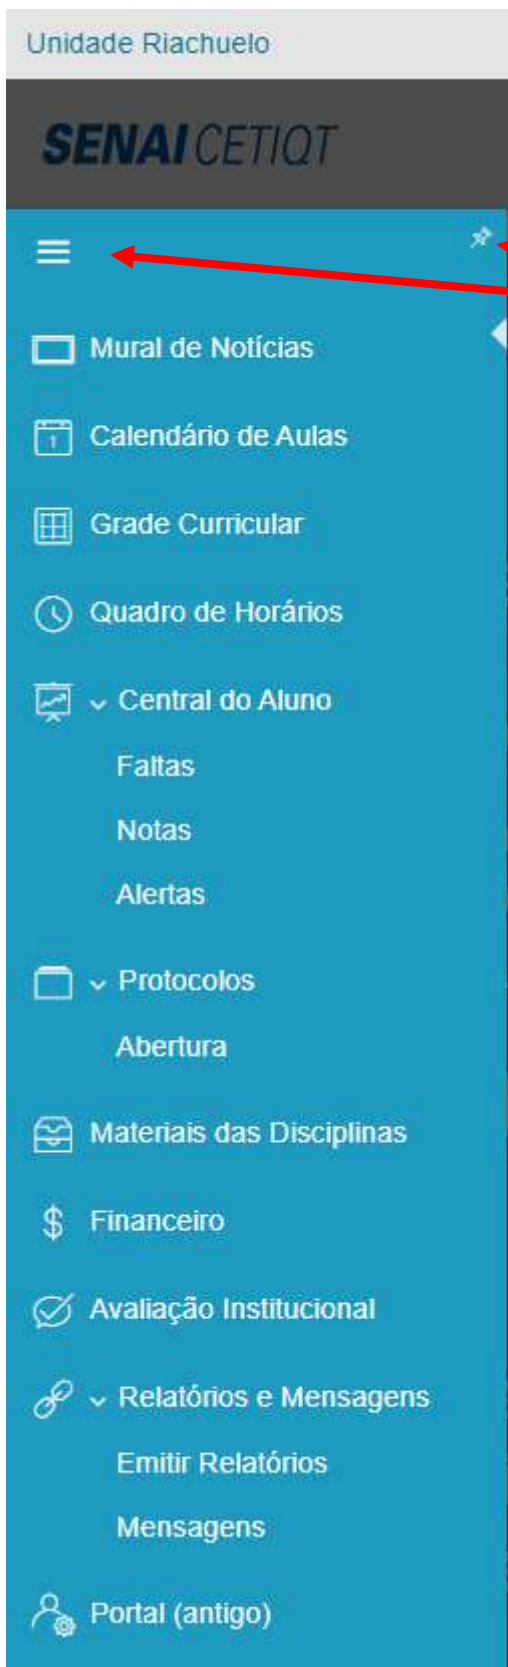 Unidade Riachuelo
SENAI CETIQT
Mural de Notícias
1
Calendário de Aulas
Grade Curricular
Quadro de Horários
Central do Aluno
Faltas
Notas
Alertas
Protocolos
Abertura
Materiais das Disciplinas
$ Financeiro
Avaliação Institucional
Relatórios e Mensagens
Emitir Relatórios
Mensagens
Portal (antigo)